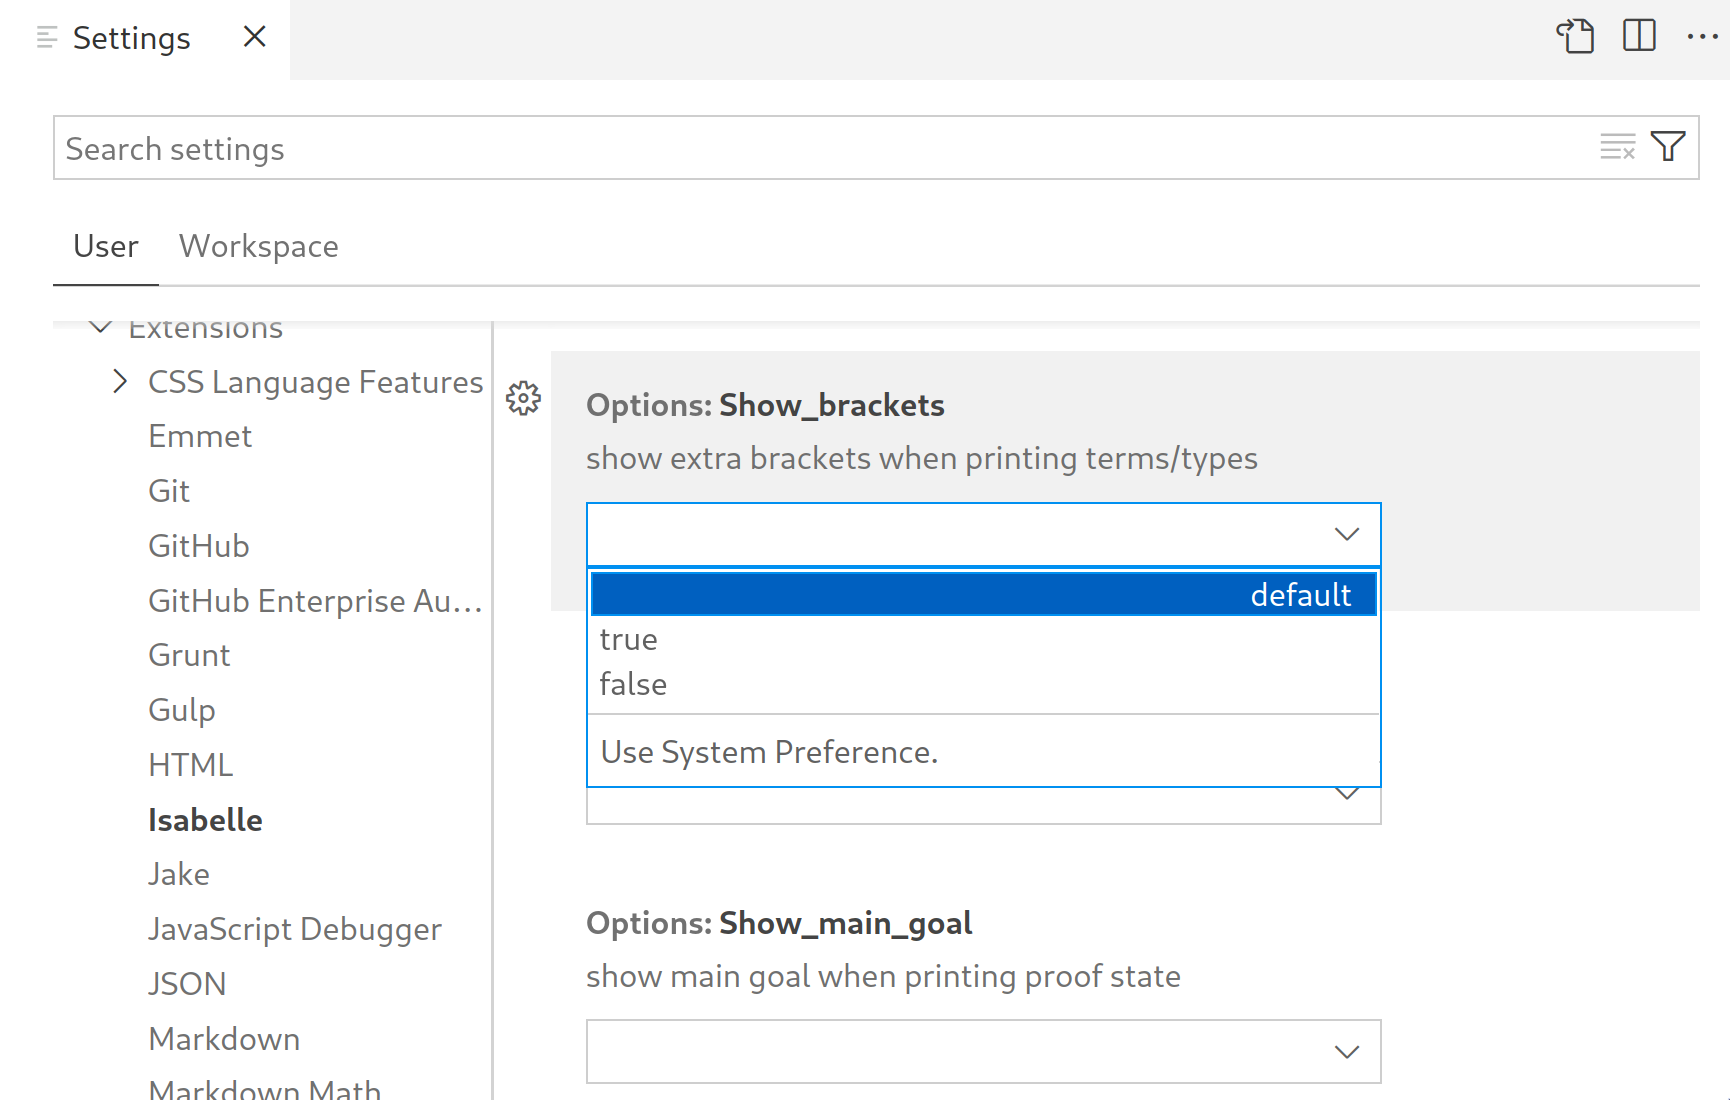 Settings
Search settings
User
Workspace
Extensions
CSS Language Features
Emmet
Git
GitHub
GitHub Enterprise Au...
Grunt
Gulp
HTML
Isabelle
Jake
JavaScript Debugger
JSON
Markdown
Markdown Math
Options: Show_brackets
show extra brackets when printing terms/types
default
true
false
Use System Preference.
Options: Show_main_goal
show main goal when printing proof state